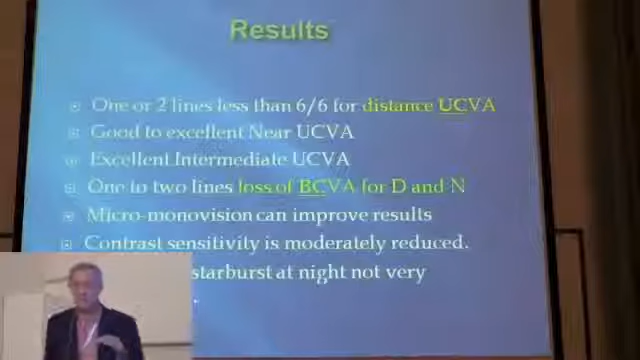 Results
One or 2 lines less than 6/6 for distance UCVA
Good to excellent Near UCVA
Excellent Intermediate UCVA
One to two lines loss of BCVA for D and N
Micro-monovision can improve results
Contrast sensitivity is moderately reduced.
starburst at night not very